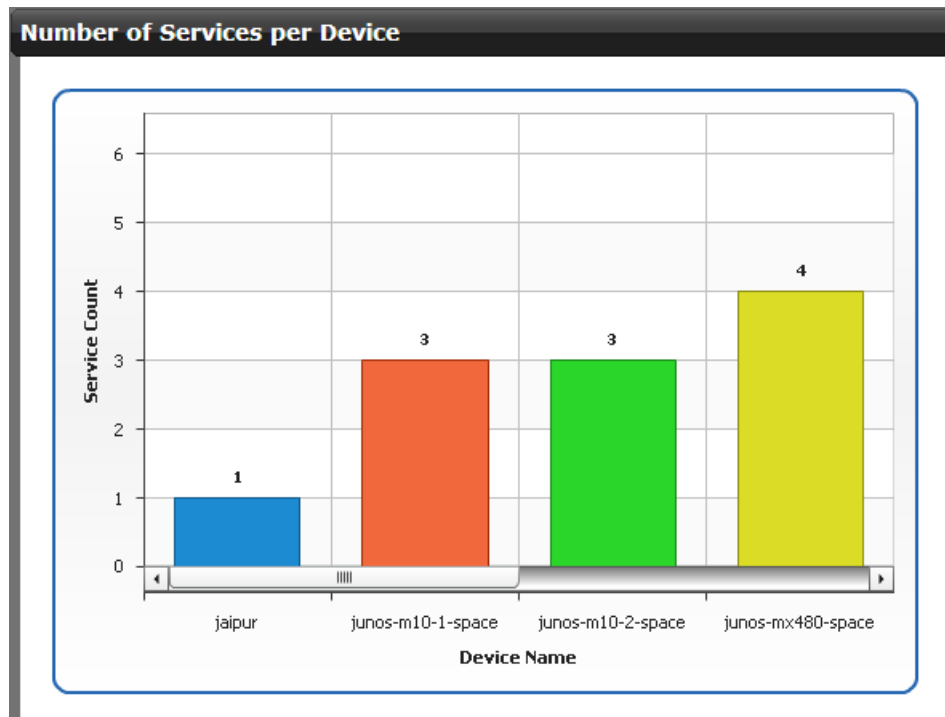 Number of Services per Device
6
5
4
3
2
1
0
Service Count
1
3
3
4
jaipur
junos-m10-1-space
junos-m10-2-space
junos-mx480-space
Device Name